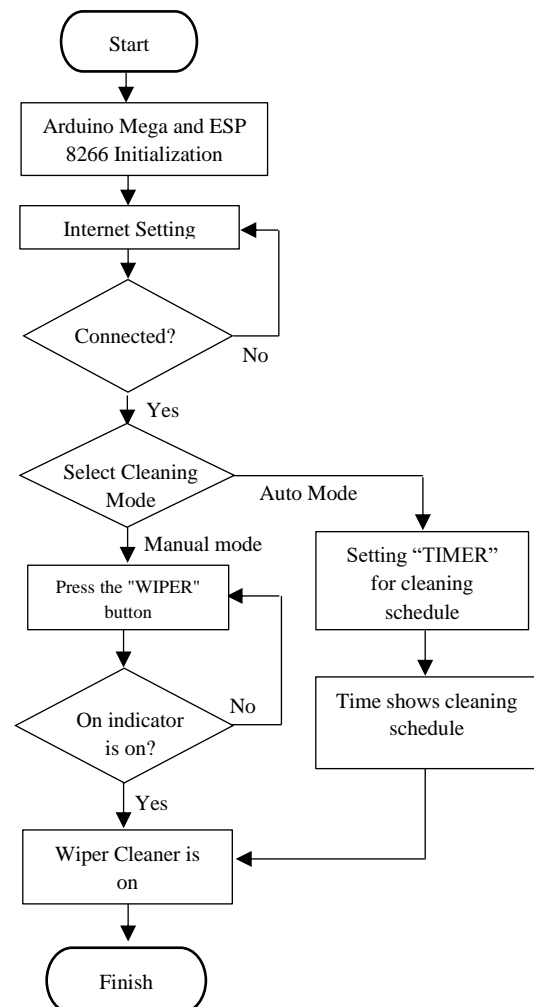 Start
Arduino Mega and ESP
8266 Initialization
Internet Setting
Connected?
No
Yes
Select Cleaning
Mode
Auto Mode
Manual mode
Setting “TIMER”
for cleaning
schedule
Press the "WIPER"
button
Time shows cleaning
schedule
On indicator
is on?
No
Yes
Wiper Cleaner is
on
Finish